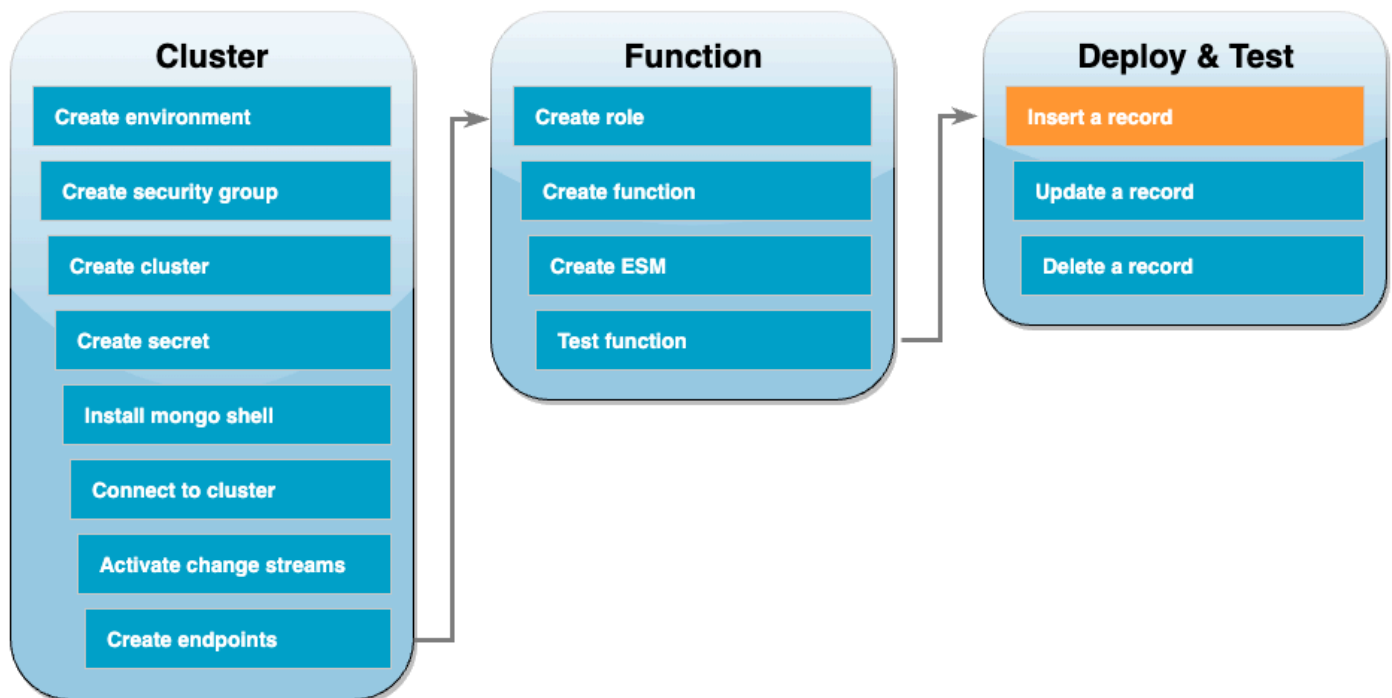 Cluster
Create environment
Create security group
Create cluster
Create secret
Install mongo shell
Connect to cluster
Activate change streams
Create endpoints
Function
Create role
Create function
Create ESM
Test function
Deploy & Test
Insert a record
Update a record
Delete a record